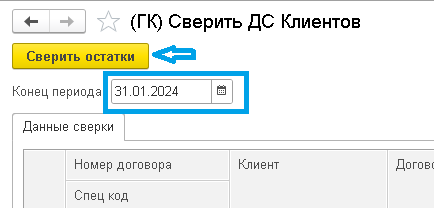 (ГК) Сверить ДС Клиентов
Сверить остатки
Конец периода 31.01.2024
Данные сверки
Номер договора Клиент Догово
Спец код